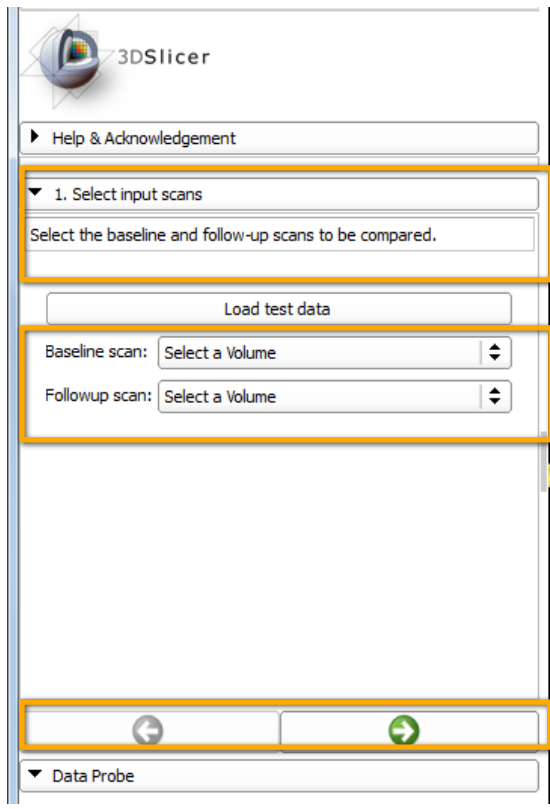 3DSlicer
Help & Acknowledgement
1. Select input scans
Select the baseline and follow-up scans to be compared.
Load test data
Baseline scan: Select a Volume
Followup scan: Select a Volume
Data Probe